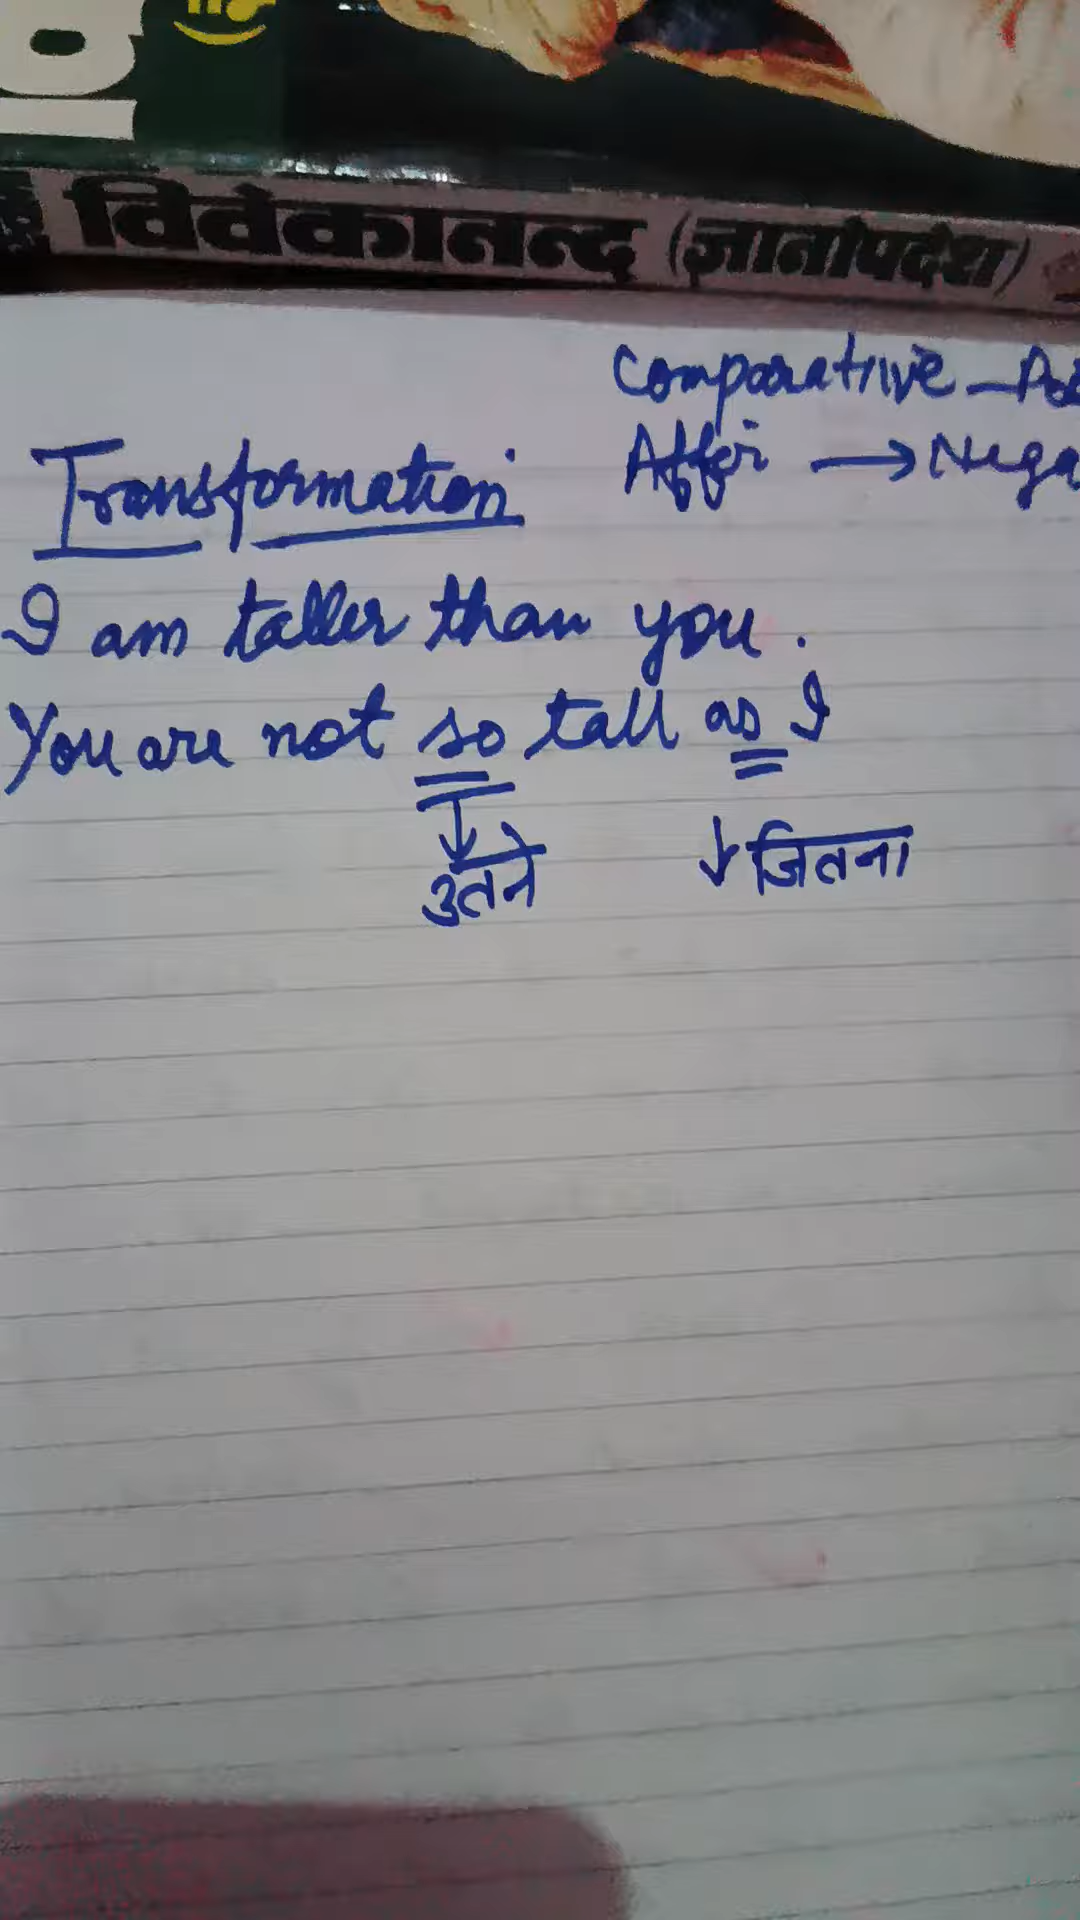 विवेकानन्द (ज्ञानोपदेश)
Comparative -
Affir → Nega
Transformation
I am taller than you.
You are not so tall as I
उतने
जितना